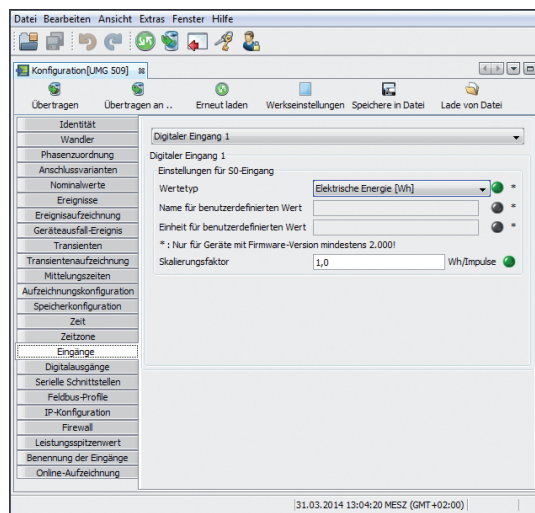 Datei Bearbeiten Ansicht Extras Fenster Hilfe
Konfiguration[UMG 509]
Übertragen Übertragen an .. Erneut laden Werkseinstellungen Speichere in Datei Lade von Datei
Identität
Wandler
Phasenzuordnung
Anschlussvarianten
Nominalwerte
Ereignisse
Ereignisaufzeichnung
Geräteausfall-Ereignis
Transienten
Transientenaufzeichnung
Mittelungszeiten
Aufzeichnungskonfiguration
Speicherkonfiguration
Zeit
Zeitzone
Eingänge
Digitalausgänge
Serielle Schnittstellen
Feldbus-Profile
IP-Konfiguration
Firewall
Leistungsspitzenwert
Benennung der Eingänge
Online-Aufzeichnung
Digitaler Eingang 1
Digitaler Eingang 1
Einstellungen für S0-Eingang
Wertetyp Elektrische Energie [Wh] *
Name für benutzerdefinierten Wert *
Einheit für benutzerdefinierten Wert *
* : Nur für Geräte mit Firmware-Version mindestens 2.000!
Skalierungsfaktor 1,0 Wh/Impulse
31.03.2014 13:04:20 MESZ (GMT+02:00)